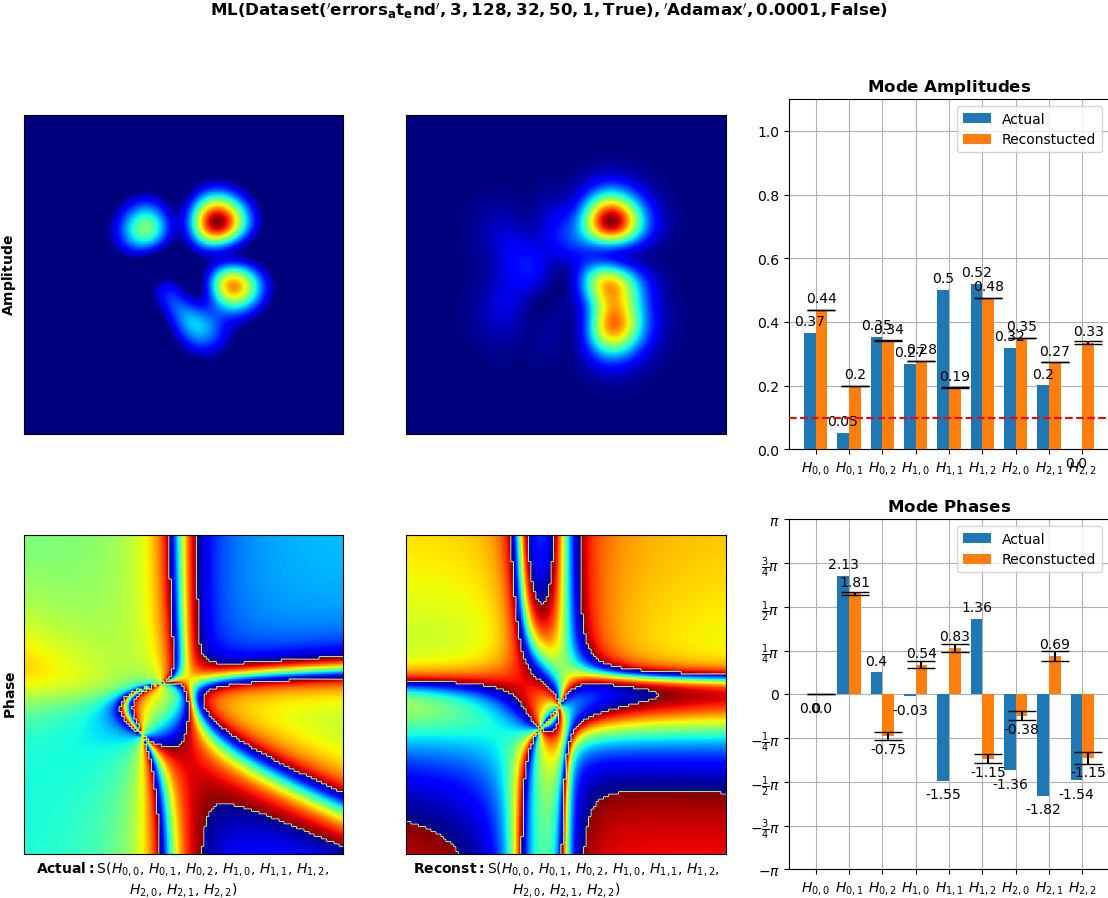 ML(Dataset('errors_at_end', 3, 128, 32, 50, 1, True), 'Adamax', 0.0001, False)
Amplitude
Mode Amplitudes
Actual
Reconstucted
1.0
0.8
0.6
0.4
0.2
0.0
0.37
0.44
0.05
0.2
0.35
0.34
0.27
0.28
0.5
0.19
0.52
0.48
0.32
0.35
0.2
0.27
0.0
0.33
H0,0 H0,1 H0,2 H1,0 H1,1 H1,2 H2,0 H2,1 H2,2
Phase
Actual: S(H0,0, H0,1, H0,2, H1,0, H1,1, H1,2,
H2,0, H2,1, H2,2)
Reconst: S(H0,0, H0,1, H0,2, H1,0, H1,1, H1,2,
H2,0, H2,1, H2,2)
Mode Phases
Actual
Reconstucted
π
3/4π
1/2π
1/4π
0
−1/4π
−1/2π
−3/4π
−π
0.0
0.0
2.13
1.81
0.4
-0.75
-0.03
0.54
-1.55
0.83
1.36
-1.15
-1.36
-0.38
-1.82
0.69
-1.54
-1.15
H0,0 H0,1 H0,2 H1,0 H1,1 H1,2 H2,0 H2,1 H2,2